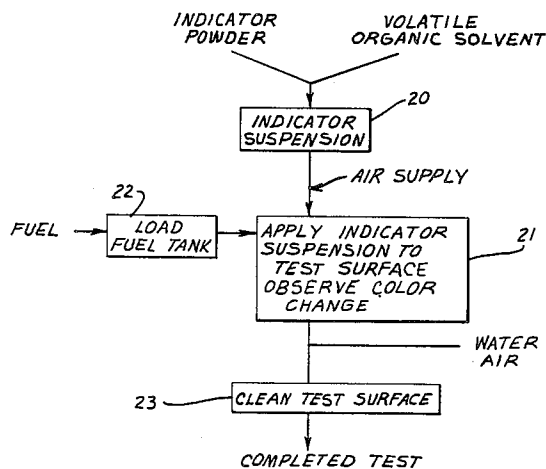 INDICATOR
POWDER
VOLATILE
ORGANIC SOLVENT
20
INDICATOR
SUSPENSION
AIR SUPPLY
22
FUEL
LOAD
FUEL TANK
21
APPLY INDICATOR
SUSPENSION TO
TEST SURFACE
OBSERVE COLOR
CHANGE
WATER
AIR
23
CLEAN TEST SURFACE
COMPLETED TEST